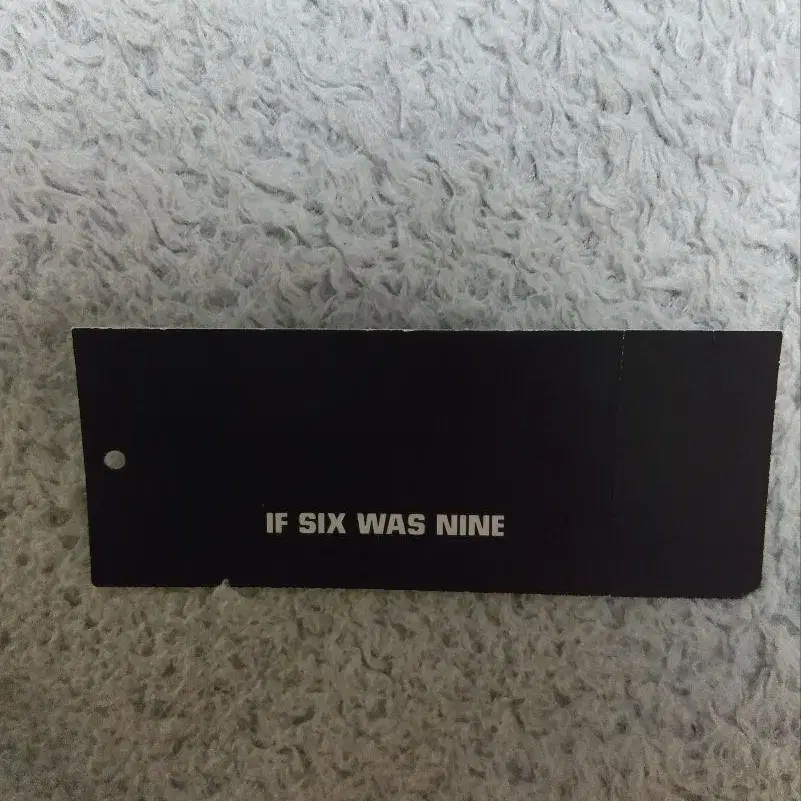 IF SIX WAS NINE